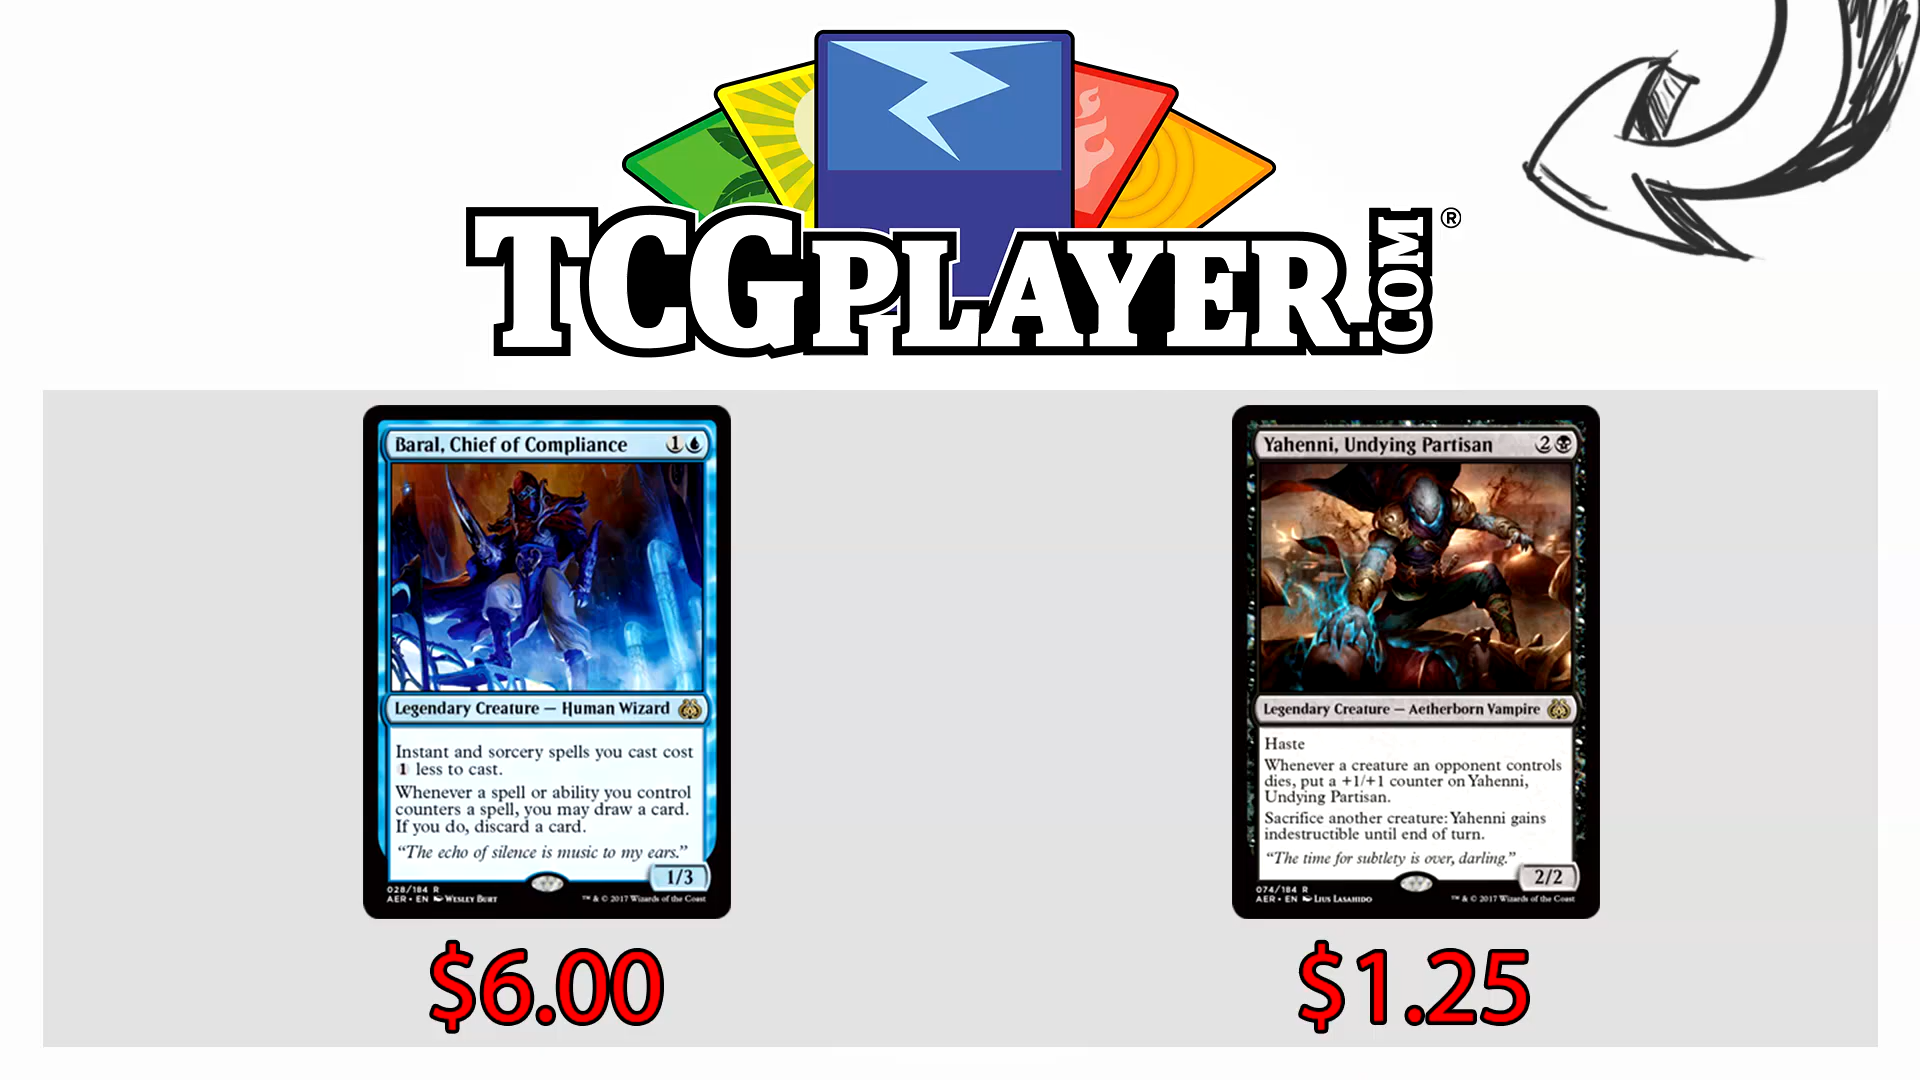 TCGPLAYER.COM®
Baral, Chief of Compliance 1
Legendary Creature — Human Wizard
Instant and sorcery spells you cast cost
1 less to cast.
Whenever a spell or ability you control
counters a spell, you may draw a card.
If you do, discard a card.
“The echo of silence is music to my ears.”
1/3
028/184 R
AER • EN Wesley Burt
™ & © 2017 Wizards of the Coast
$6.00
Yahenni, Undying Partisan 2
Legendary Creature — Aetherborn Vampire
Haste
Whenever a creature an opponent controls
dies, put a +1/+1 counter on Yahenni,
Undying Partisan.
Sacrifice another creature: Yahenni gains
indestructible until end of turn.
“The time for subtlety is over, darling.”
2/2
074/184 R
AER • EN Lius Lasahido
™ & © 2017 Wizards of the Coast
$1.25